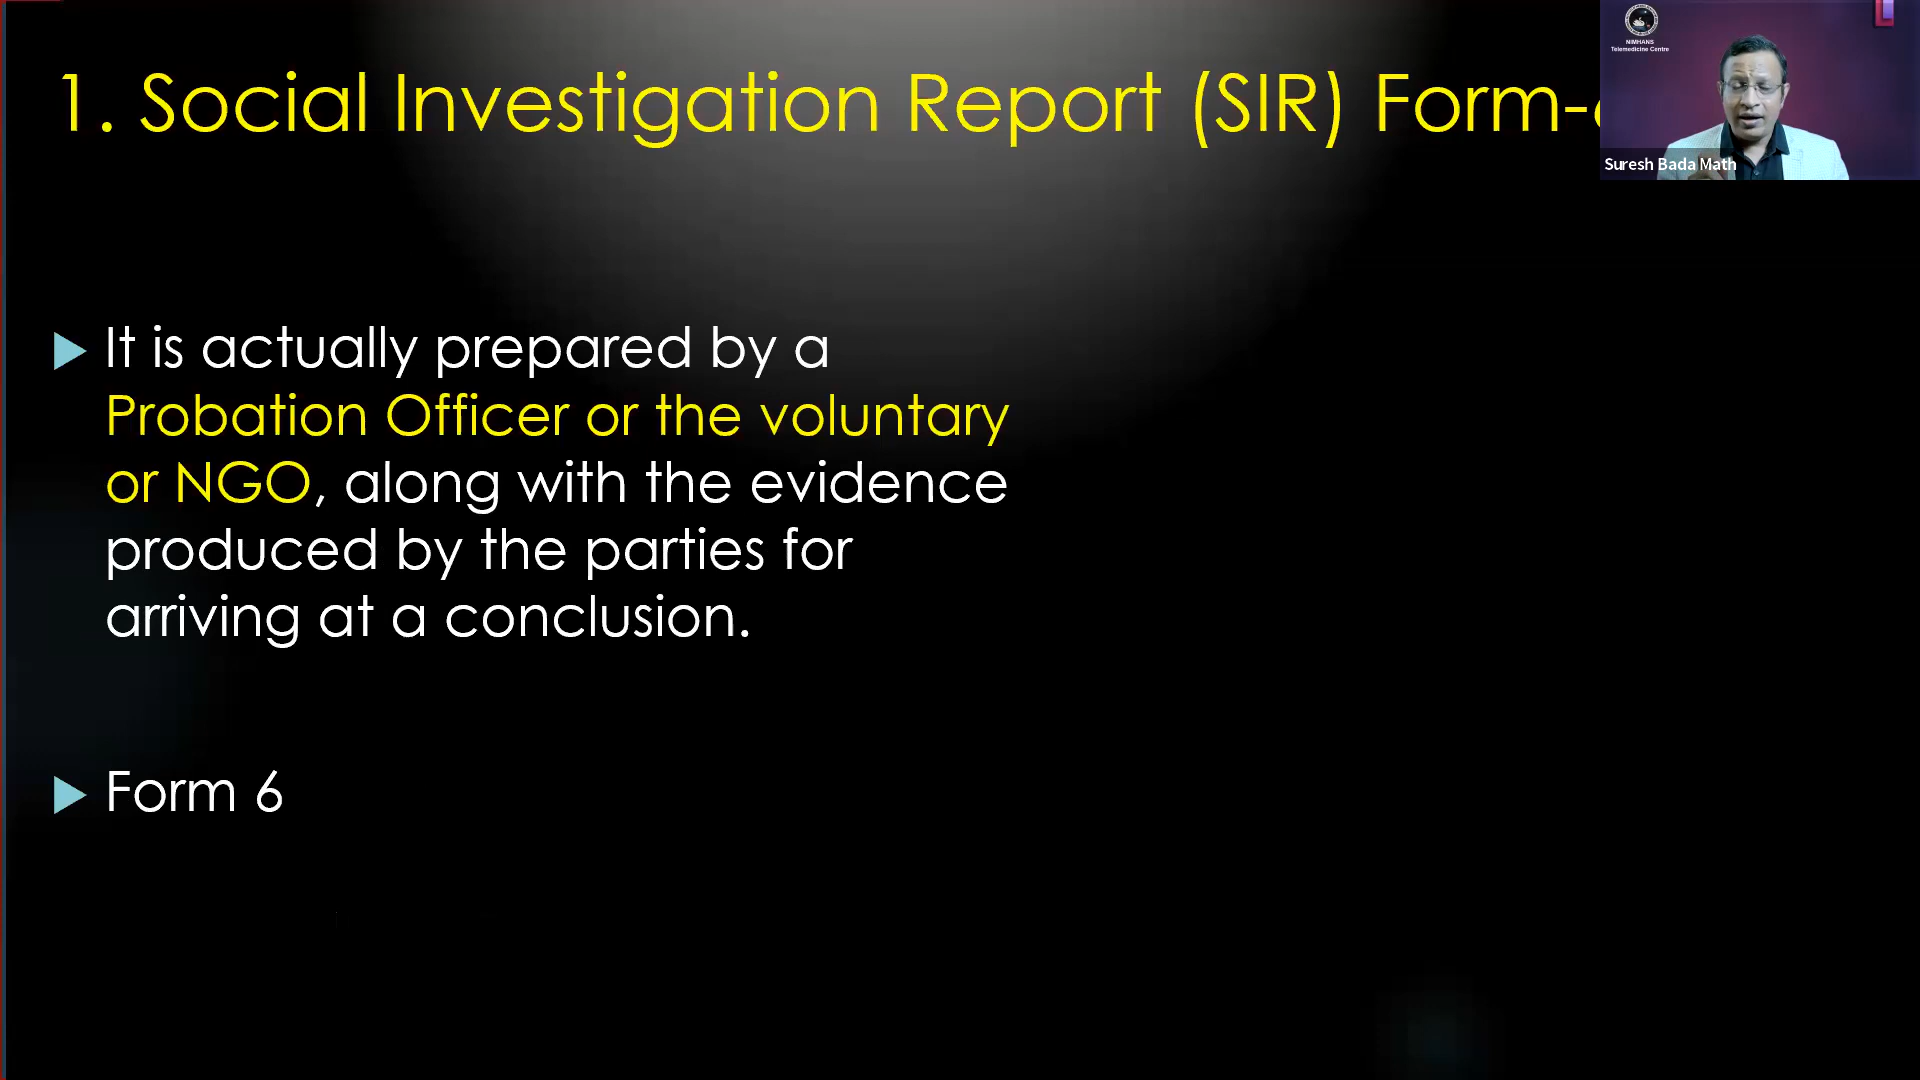 1. Social Investigation Report (SIR) Form-
NIMHANS
Telemedicine Centre
Suresh Bada Math
It is actually prepared by a
Probation Officer or the voluntary
or NGO, along with the evidence
produced by the parties for
arriving at a conclusion.
Form 6